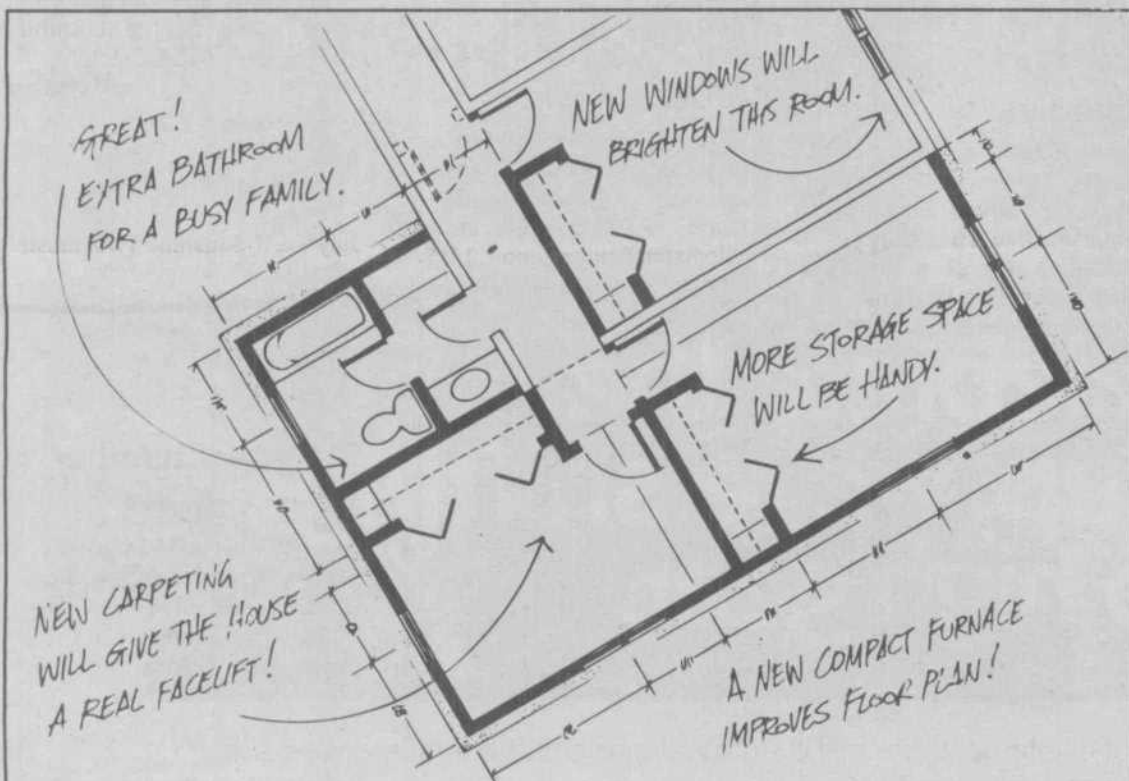 GREAT!
EXTRA BATHROOM
FOR A BUSY FAMILY.
NEW WINDOWS WILL
BRIGHTEN THIS ROOM.
MORE STORAGE SPACE
WILL BE HANDY.
NEW CARPETING
WILL GIVE THE HOUSE
A REAL FACELIFT!
A NEW COMPACT FURNACE
IMPROVES FLOOR PLAN!